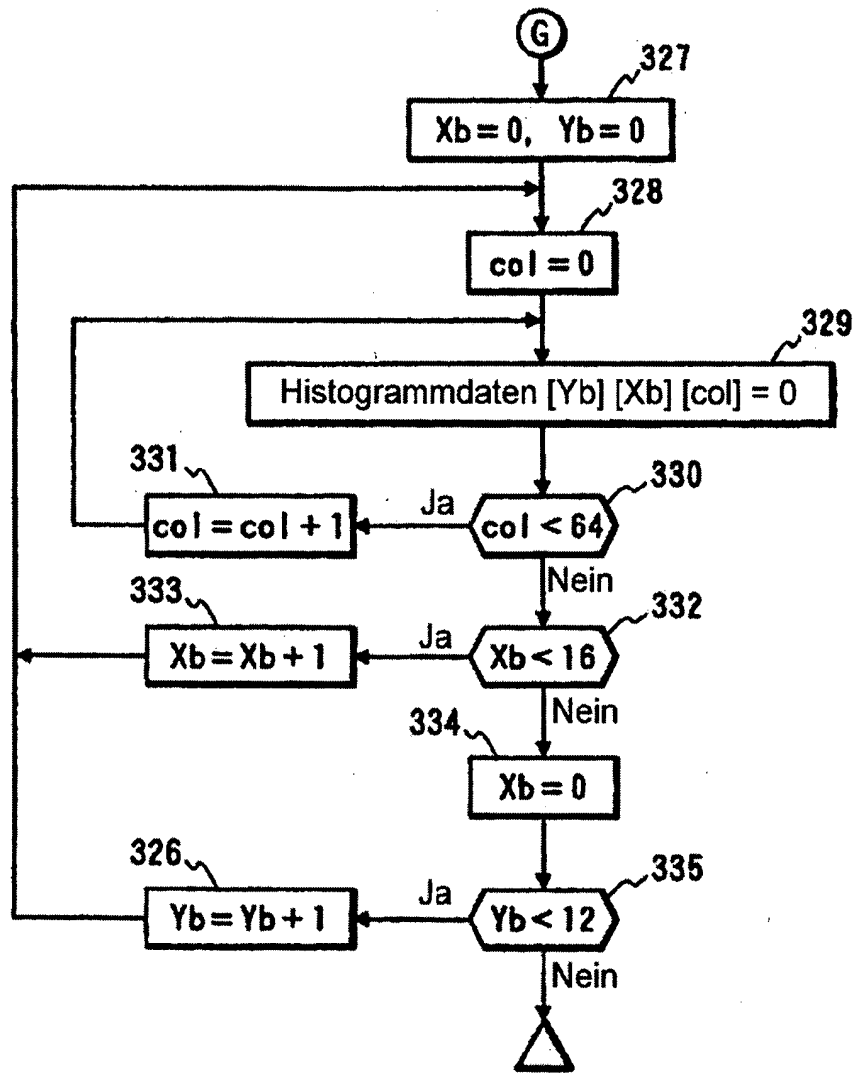 G
327
Xb=0, Yb=0
328
col=0
329
Histogrammdaten [Yb] [Xb] [col] = 0
331
330
col=col+1
Ja
col<64
Nein
333
332
Xb=Xb+1
Ja
Xb<16
Nein
334
Xb=0
326
335
Yb=Yb+1
Ja
Yb<12
Nein